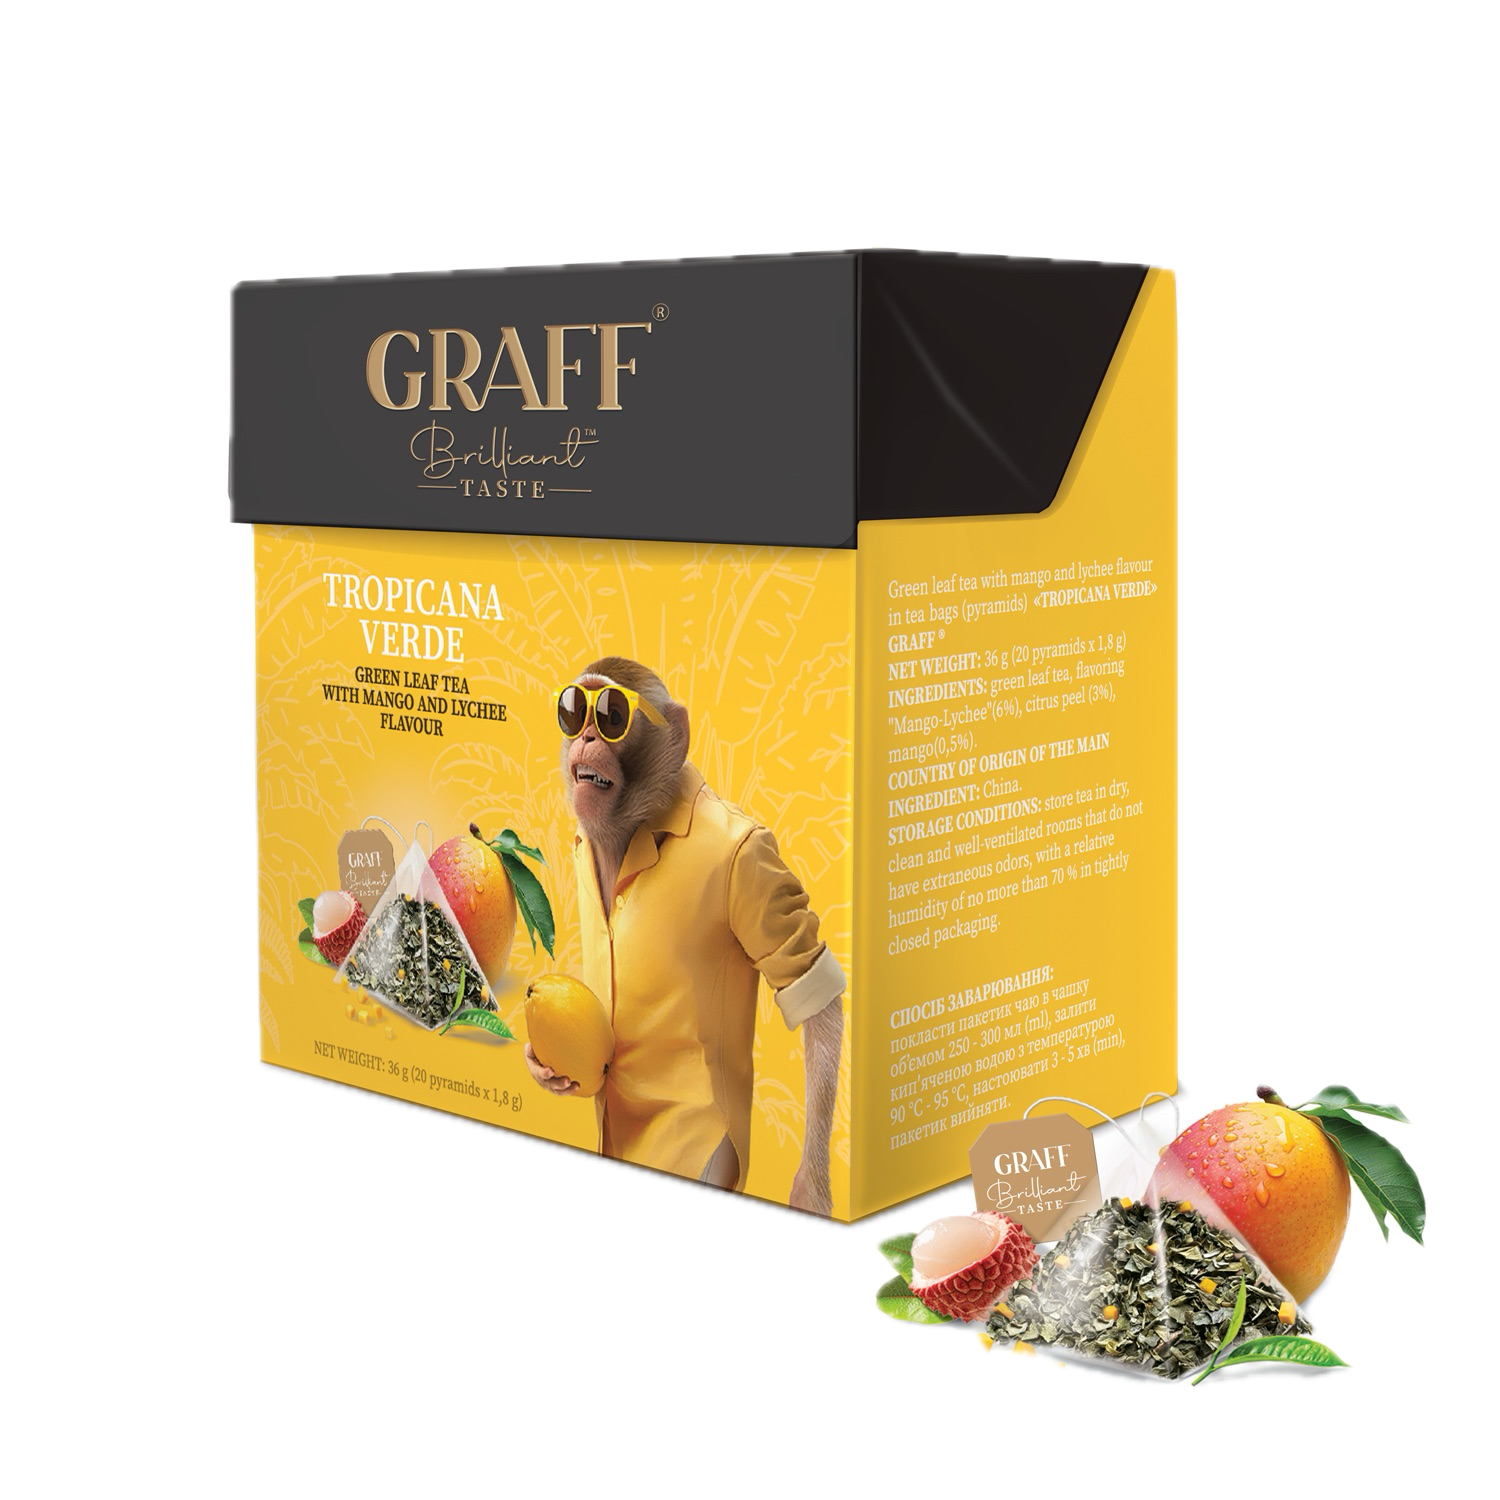 GRAFF®
Brilliant™
TASTE
TROPICANA
VERDE
GREEN LEAF TEA
WITH MANGO AND LYCHEE
FLAVOUR
GRAFF
Brilliant
TASTE
NET WEIGHT: 36 g (20 pyramids x 1,8 g)
Green leaf tea with mango and lychee flavour
in tea bags (pyramids) «TROPICANA VERDE»
GRAFF ®
NET WEIGHT: 36 g (20 pyramids x 1,8 g)
INGREDIENTS: green leaf tea, flavoring
"Mango-Lychee"(6%), citrus peel (3%),
mango(0,5%).
COUNTRY OF ORIGIN OF THE MAIN
INGREDIENT: China.
STORAGE CONDITIONS: store tea in dry,
clean and well-ventilated rooms that do not
have extraneous odors, with a relative
humidity of no more than 70 % in tightly
closed packaging.
СПОСІБ ЗАВАРЮВАННЯ:
покласти пакетик чаю в чашку
об'ємом 250 - 300 мл (ml), залити
кип'яченою водою з температурою
90 °C - 95 °C, настоювати 3 - 5 хв (min),
пакетик вийняти.
GRAFF
Brilliant
TASTE